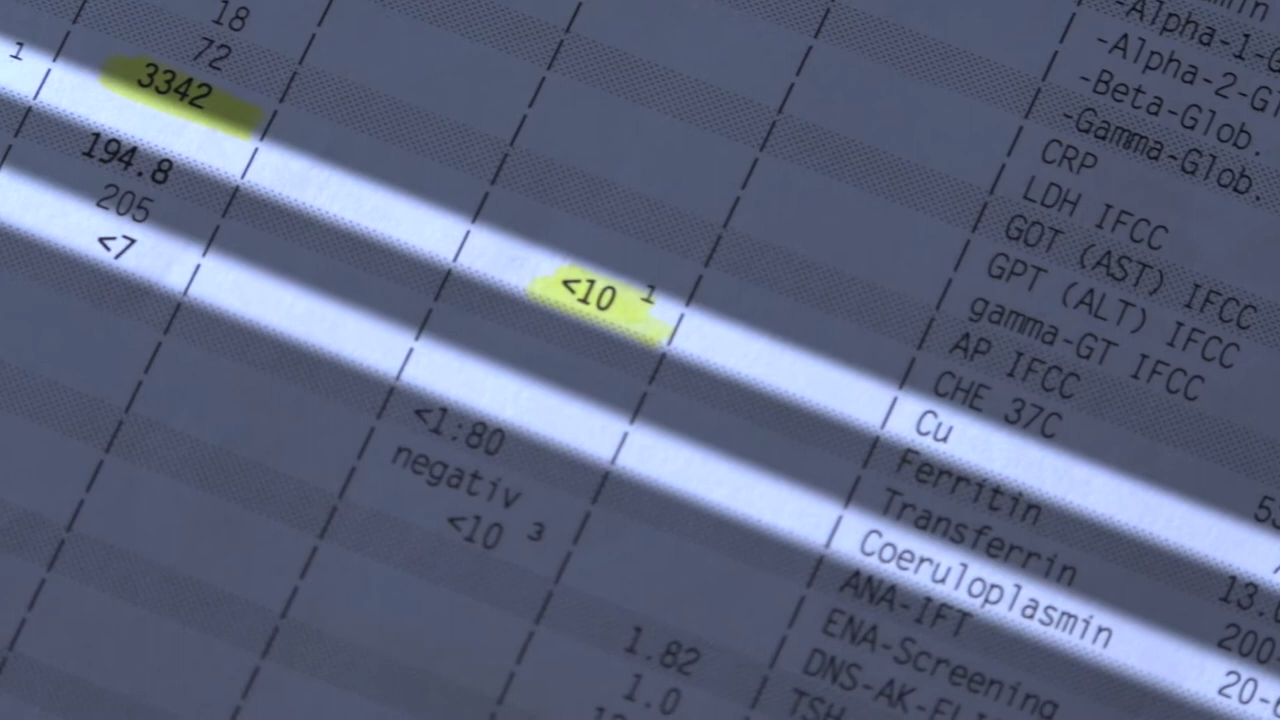 -Alpha-1-G
-Alpha-2-Gl
-Beta-Glob.
-Gamma-Glob.
CRP
LDH IFCC
GOT (AST) IFCC
GPT (ALT) IFCC
18 gamma-GT IFCC
72 AP IFCC
3342 CHE 37C
1 <10 1 Cu
194.8 Ferritin 13.0
205 Transferrin 200-
<7 Coeruloplasmin 20-
<1:80 ANA-IFT
negativ ENA-Screening
<10 3 DNS-AK-ELI
1.82 TSH
1.0